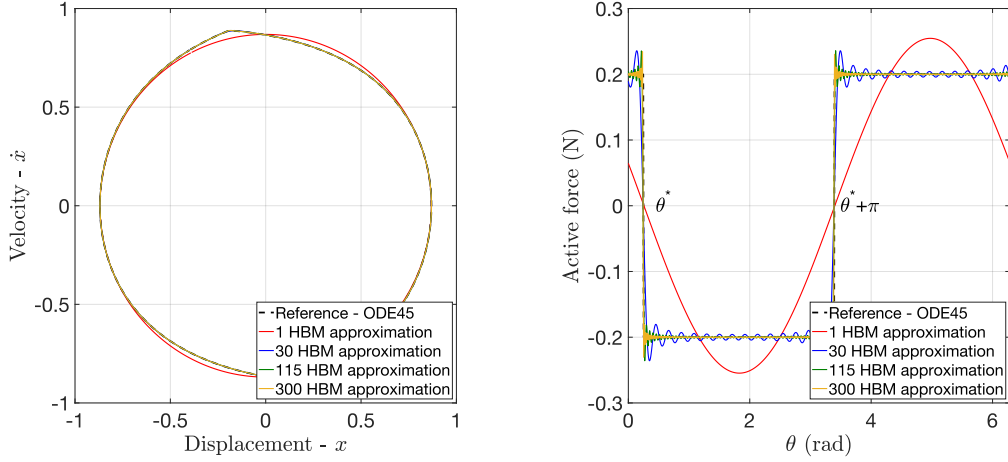 1
0.5
0
-0.5
-1
-1
-0.5
0
0.5
1
Velocity - ẋ
Displacement - x
Reference - ODE45
1 HBM approximation
30 HBM approximation
115 HBM approximation
300 HBM approximation
0.3
0.2
0.1
0
-0.1
-0.2
-0.3
0
2
4
6
Active force (N)
θ (rad)
θ*
θ*+π
Reference - ODE45
1 HBM approximation
30 HBM approximation
115 HBM approximation
300 HBM approximation